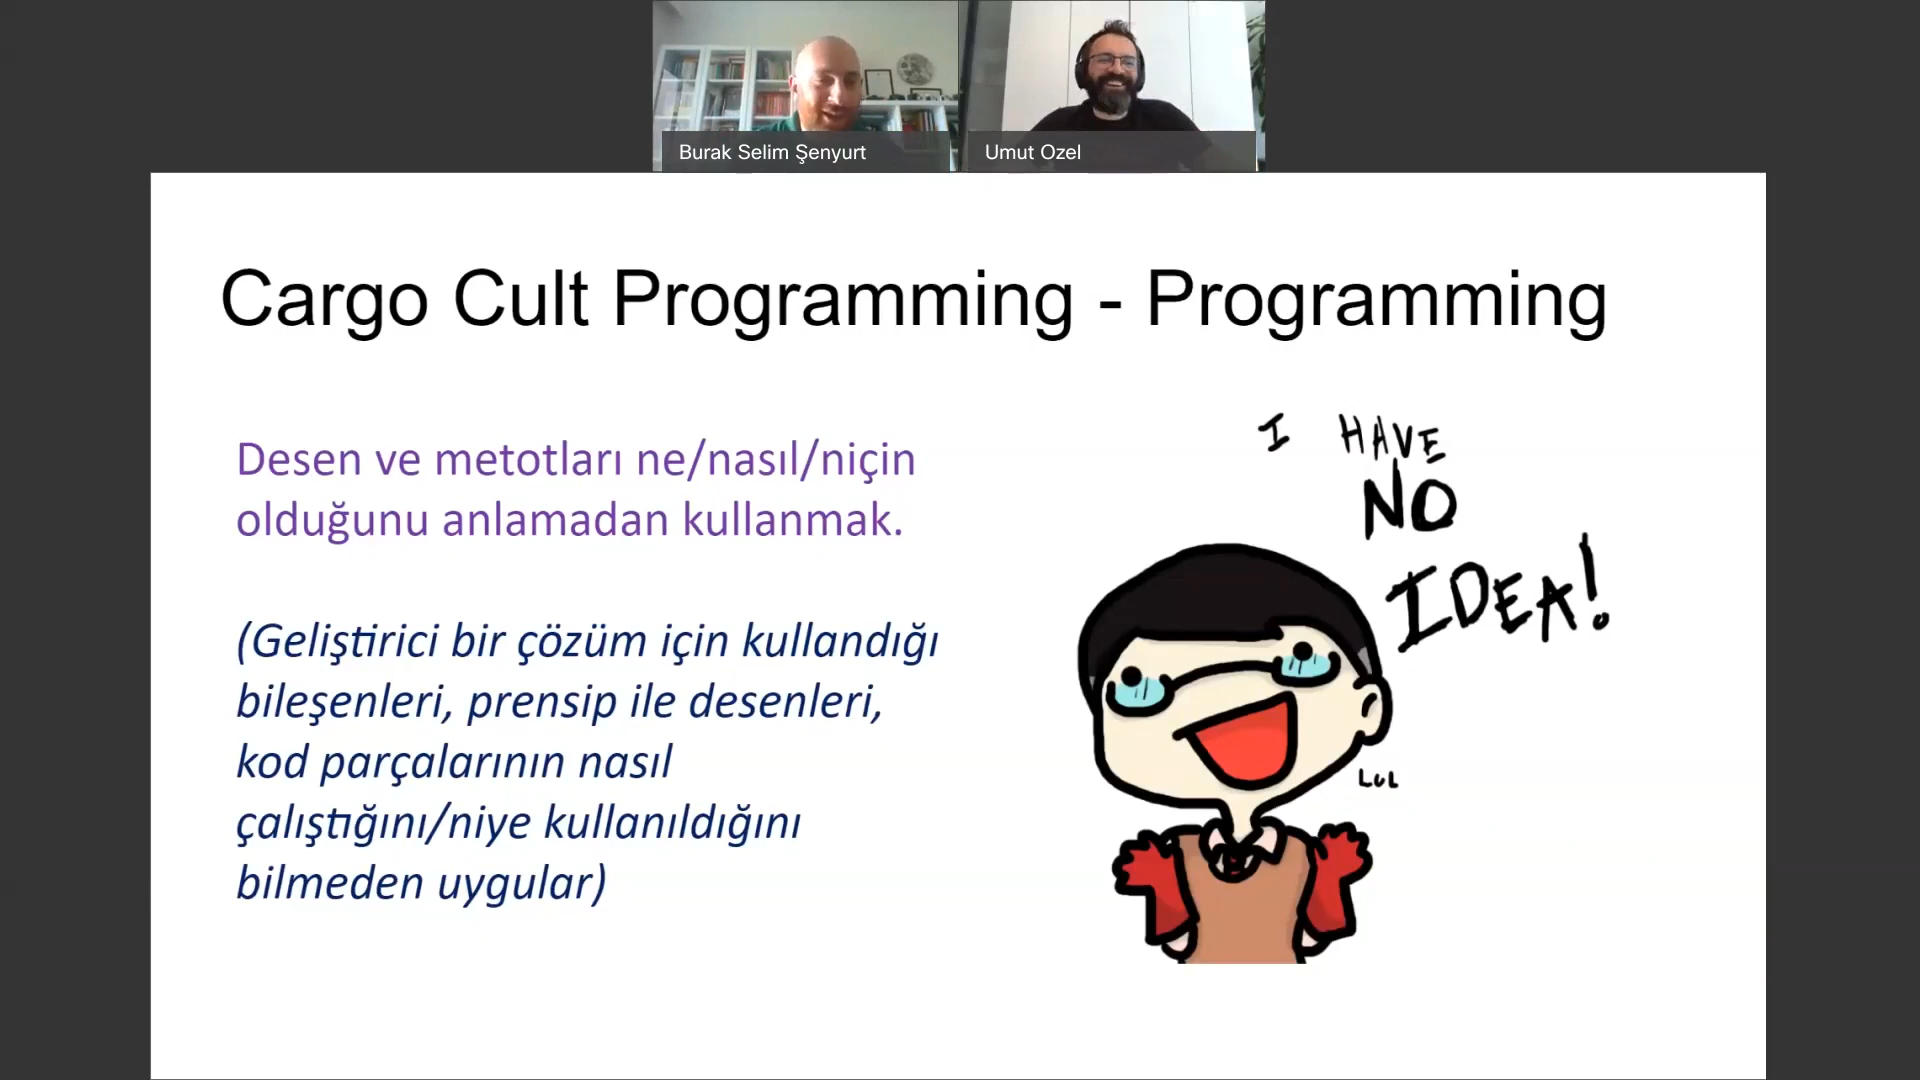 Burak Selim Şenyurt
Umut Ozel
Cargo Cult Programming - Programming
Desen ve metotları ne/nasıl/niçin
olduğunu anlamadan kullanmak.
(Geliştirici bir çözüm için kullandığı
bileşenleri, prensip ile desenleri,
kod parçalarının nasıl
çalıştığını/niye kullanıldığını
bilmeden uygular)
I HAVE
NO
IDEA!
LuL